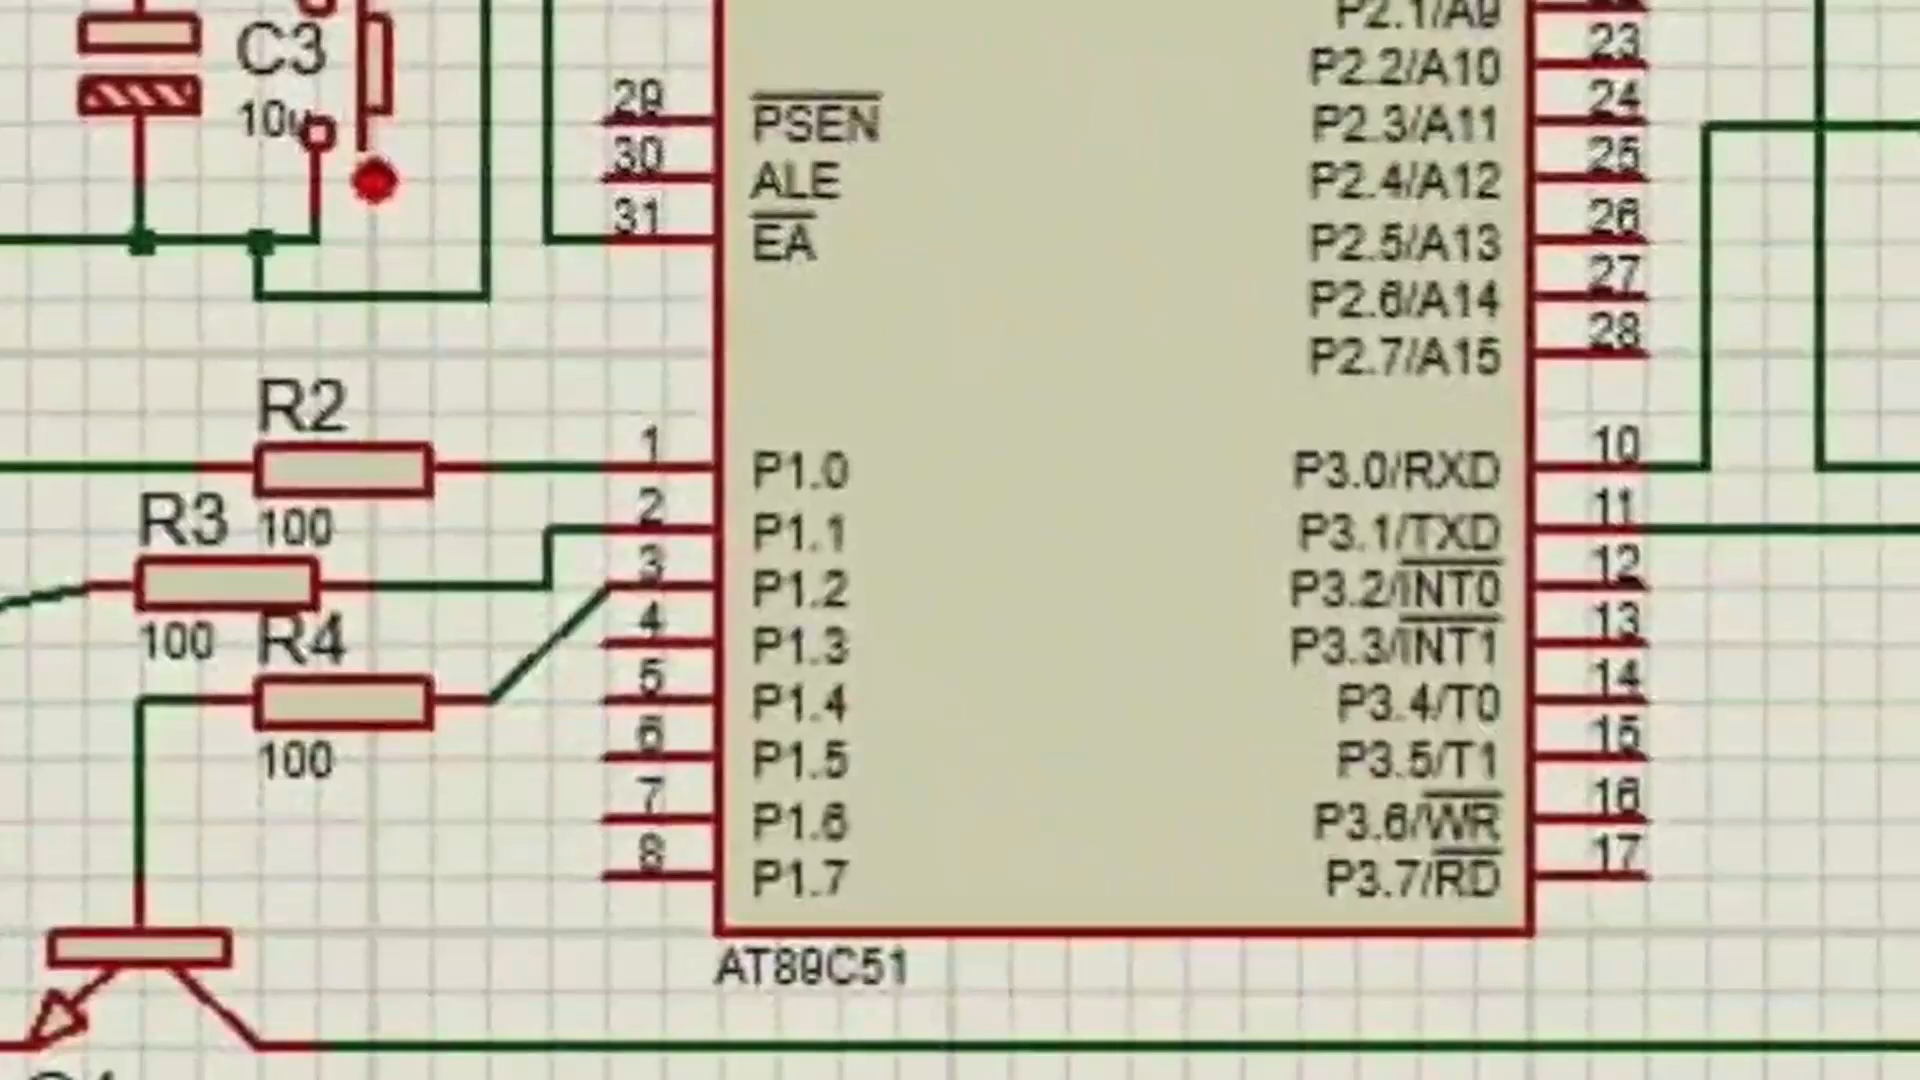 C3
10u
29
30
31
PSEN
ALE
EA
P2.1/A9
P2.2/A10
P2.3/A11
P2.4/A12
P2.5/A13
P2.6/A14
P2.7/A15
23
24
25
26
27
28
R2
100
R3
100
R4
100
1
2
3
4
5
6
7
8
P1.0
P1.1
P1.2
P1.3
P1.4
P1.5
P1.6
P1.7
P3.0/RXD
P3.1/TXD
P3.2/INT0
P3.3/INT1
P3.4/T0
P3.5/T1
P3.6/WR
P3.7/RD
10
11
12
13
14
15
16
17
AT89C51